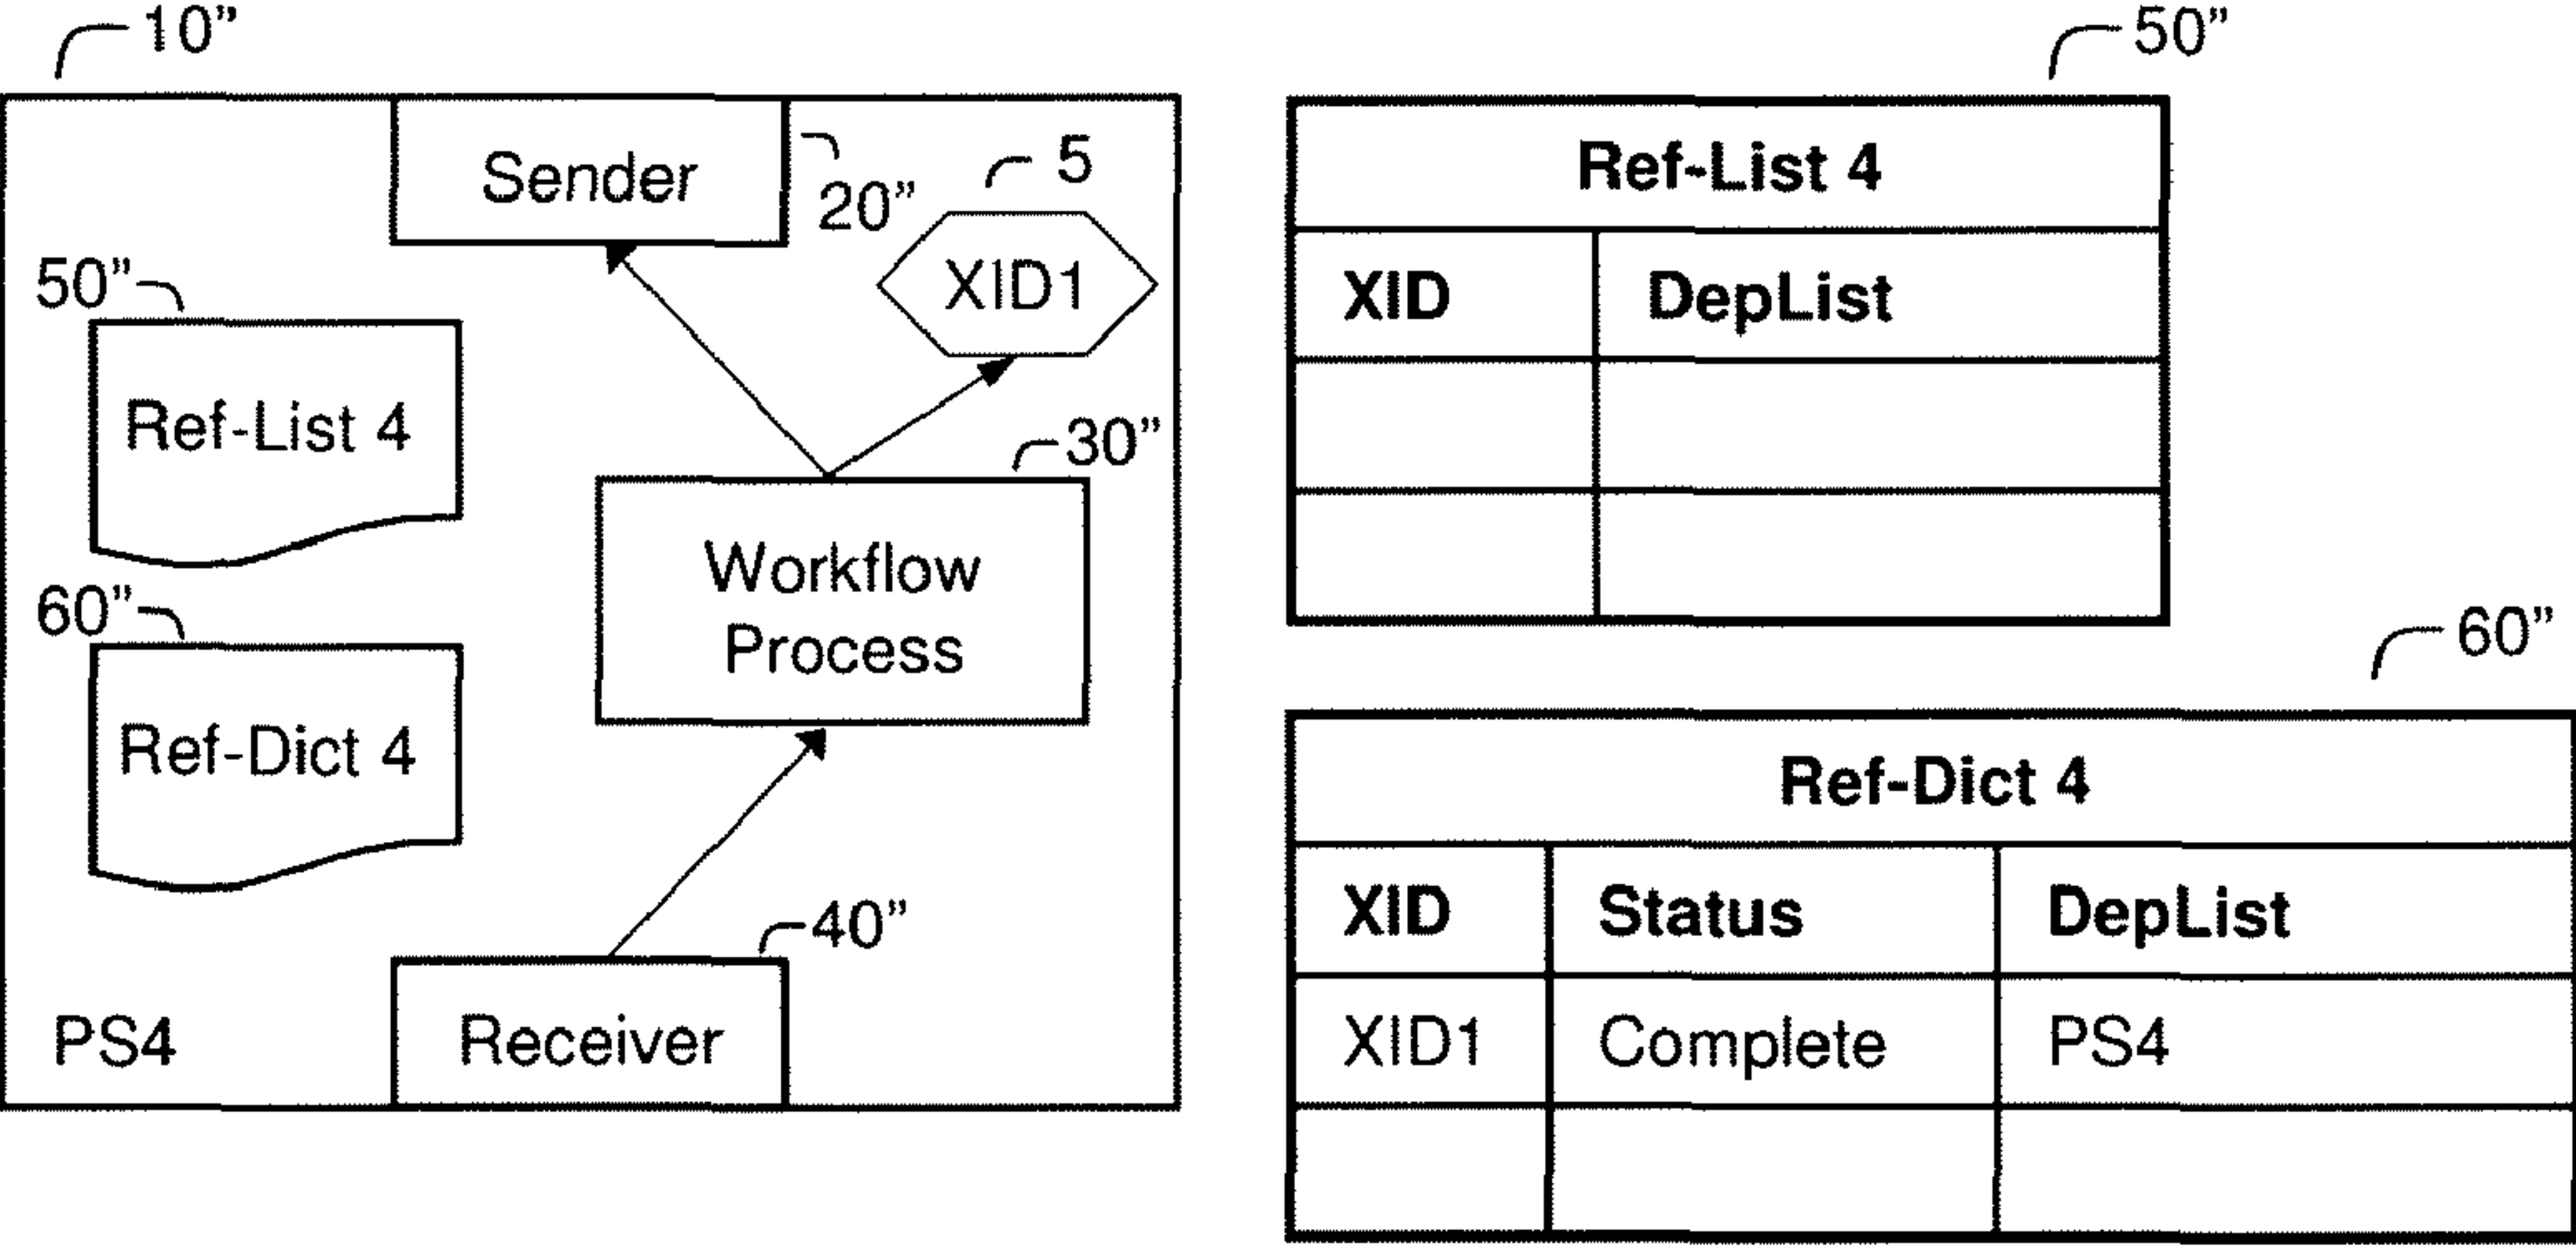 10”
Sender
20”
5
XID1
50”
Ref-List 4
30”
Workflow
Process
60”
Ref-Dict 4
40”
PS4
Receiver
50”
Ref-List 4
XID DepList
60”
Ref-Dict 4
XID Status DepList
XID1 Complete PS4